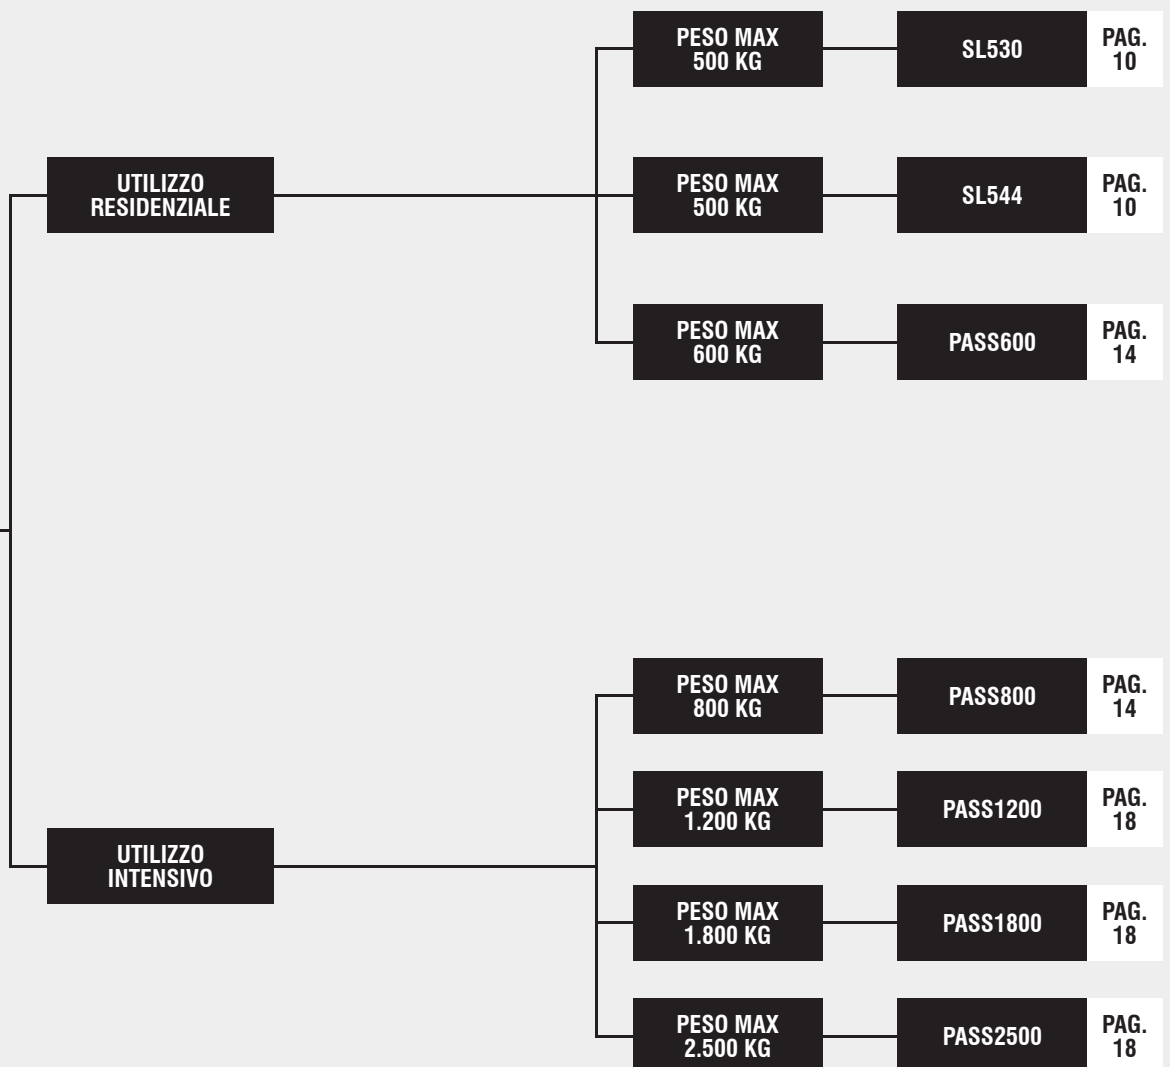 PESO MAX
500 KG
SL530
PAG.
10
UTILIZZO
RESIDENZIALE
PESO MAX
500 KG
SL544
PAG.
10
PESO MAX
600 KG
PASS600
PAG.
14
PESO MAX
800 KG
PASS800
PAG.
14
PESO MAX
1.200 KG
PASS1200
PAG.
18
UTILIZZO
INTENSIVO
PESO MAX
1.800 KG
PASS1800
PAG.
18
PESO MAX
2.500 KG
PASS2500
PAG.
18